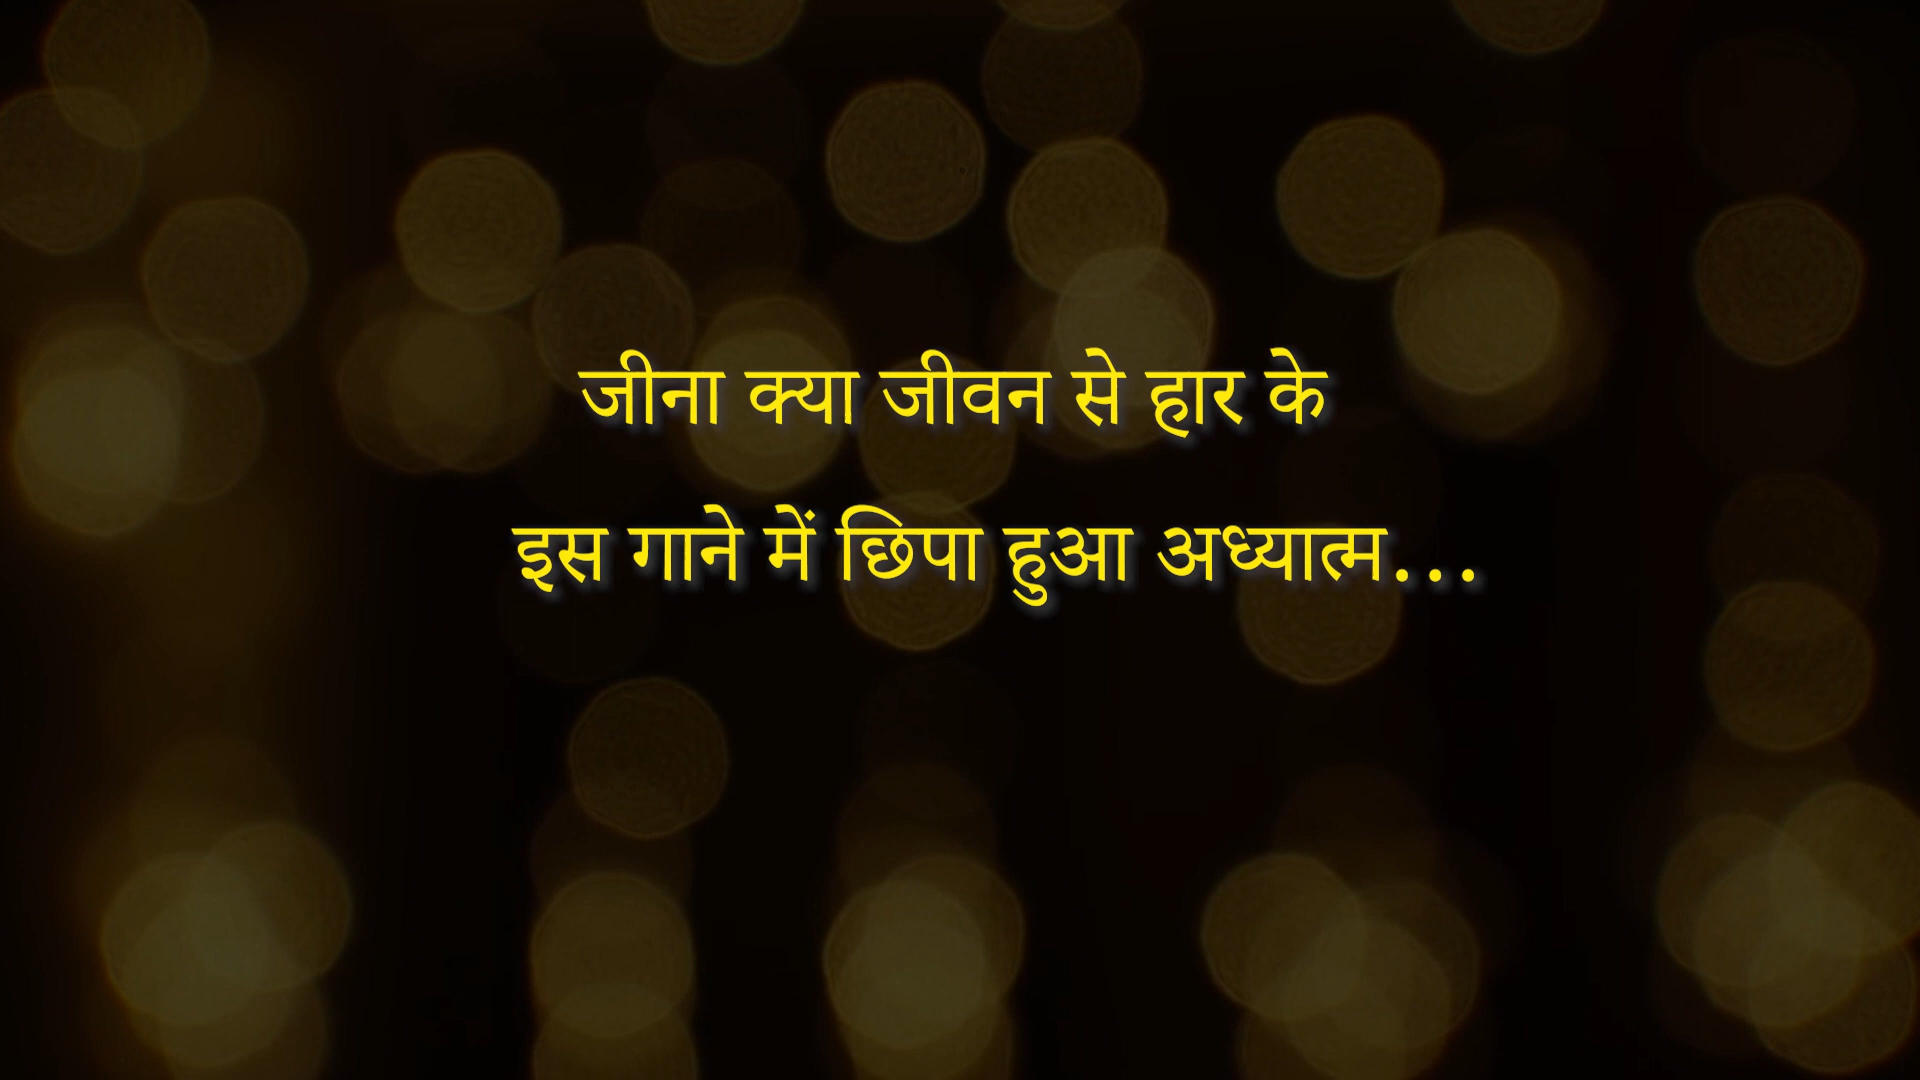 जीना क्या जीवन से हार के
इस गाने में छिपा हुआ अध्यात्म...